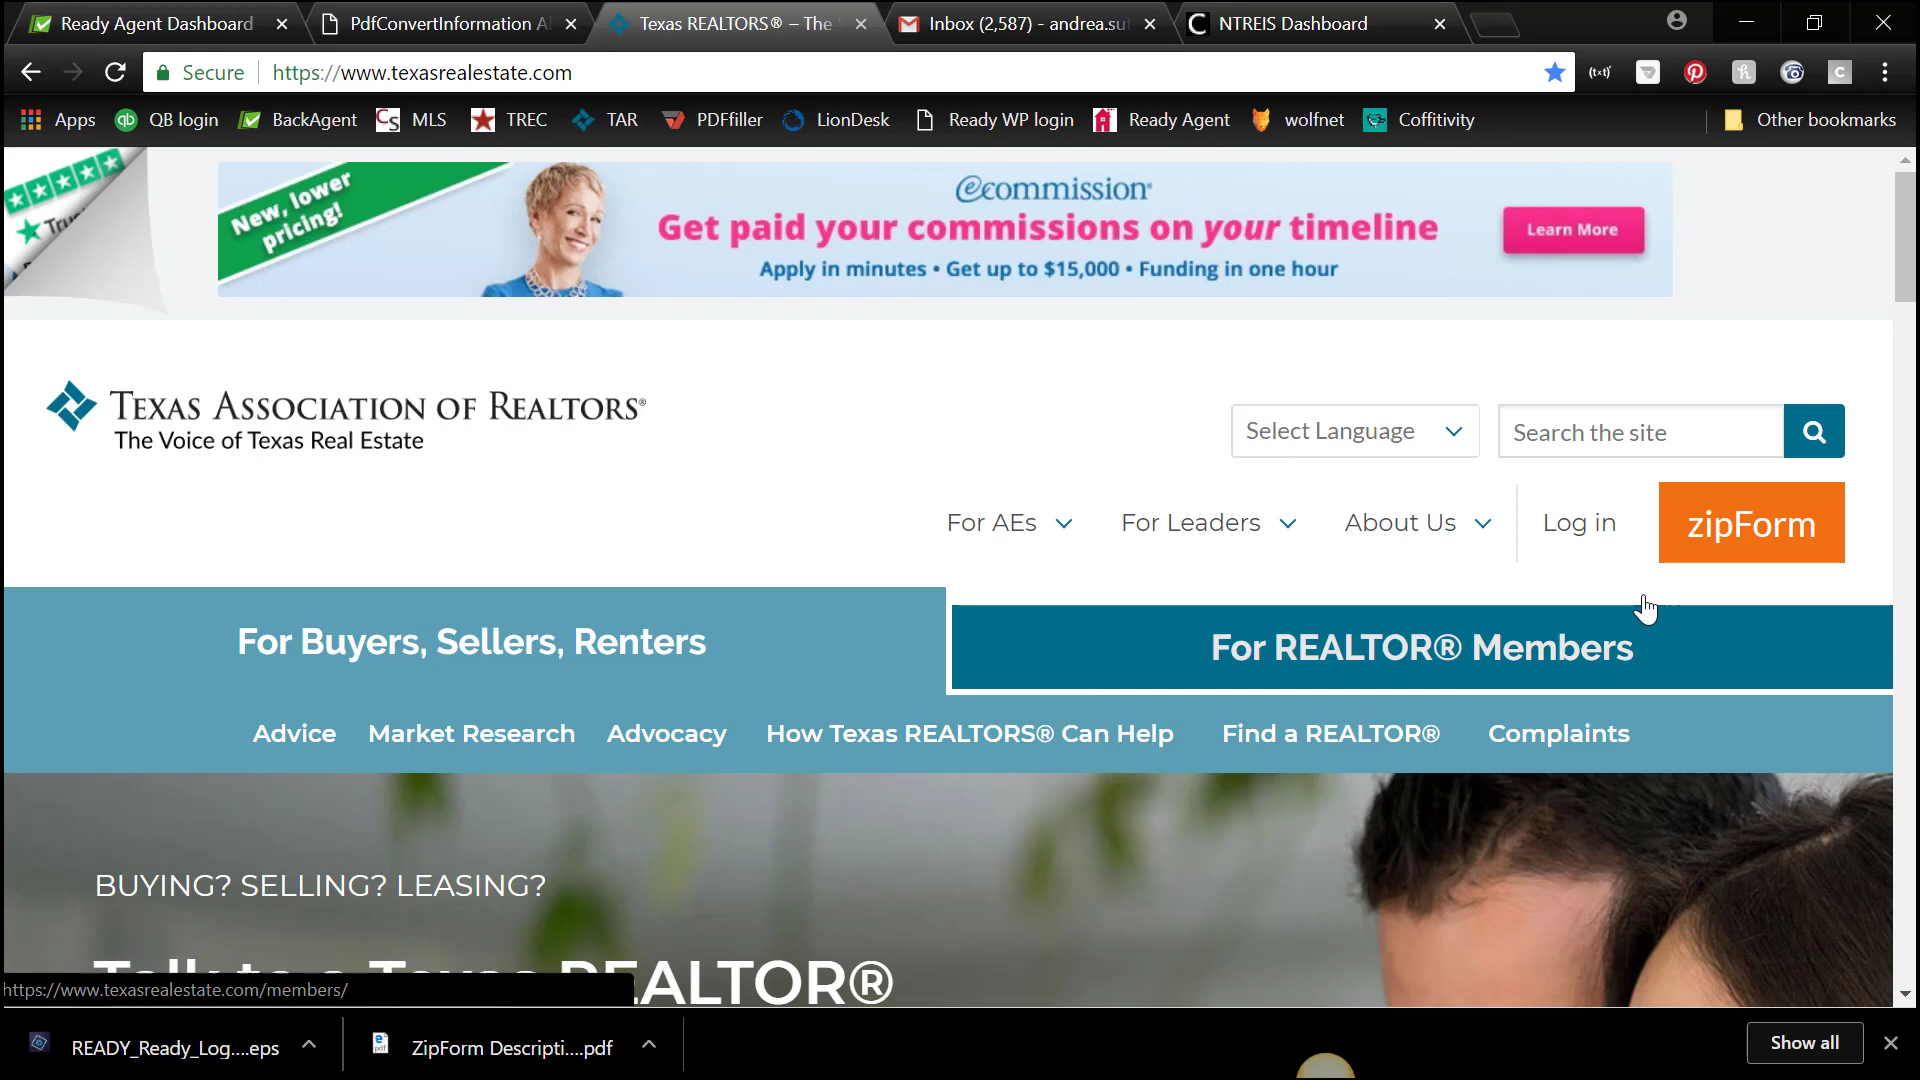 Ready Agent Dashboard
PdfConvertInformation
Texas REALTORS® – The
Inbox (2,587) - andrea.su
NTREIS Dashboard
Secure
https://www.texasrealestate.com
Apps
QB login
BackAgent
MLS
TREC
TAR
PDFfiller
LionDesk
Ready WP login
Ready Agent
wolfnet
Coffitivity
Other bookmarks
New, lower
pricing!
ecommission®
Get paid your commissions on your timeline
Apply in minutes • Get up to $15,000 • Funding in one hour
Learn More
TEXAS ASSOCIATION OF REALTORS®
The Voice of Texas Real Estate
Select Language
Search the site
For AEs
For Leaders
About Us
Log in
zipForm
For Buyers, Sellers, Renters
For REALTOR® Members
Advice
Market Research
Advocacy
How Texas REALTORS® Can Help
Find a REALTOR®
Complaints
BUYING? SELLING? LEASING?
Talk to a Texas REALTOR®
https://www.texasrealestate.com/members/
READY_Ready_Log....eps
ZipForm Descripti....pdf
Show all